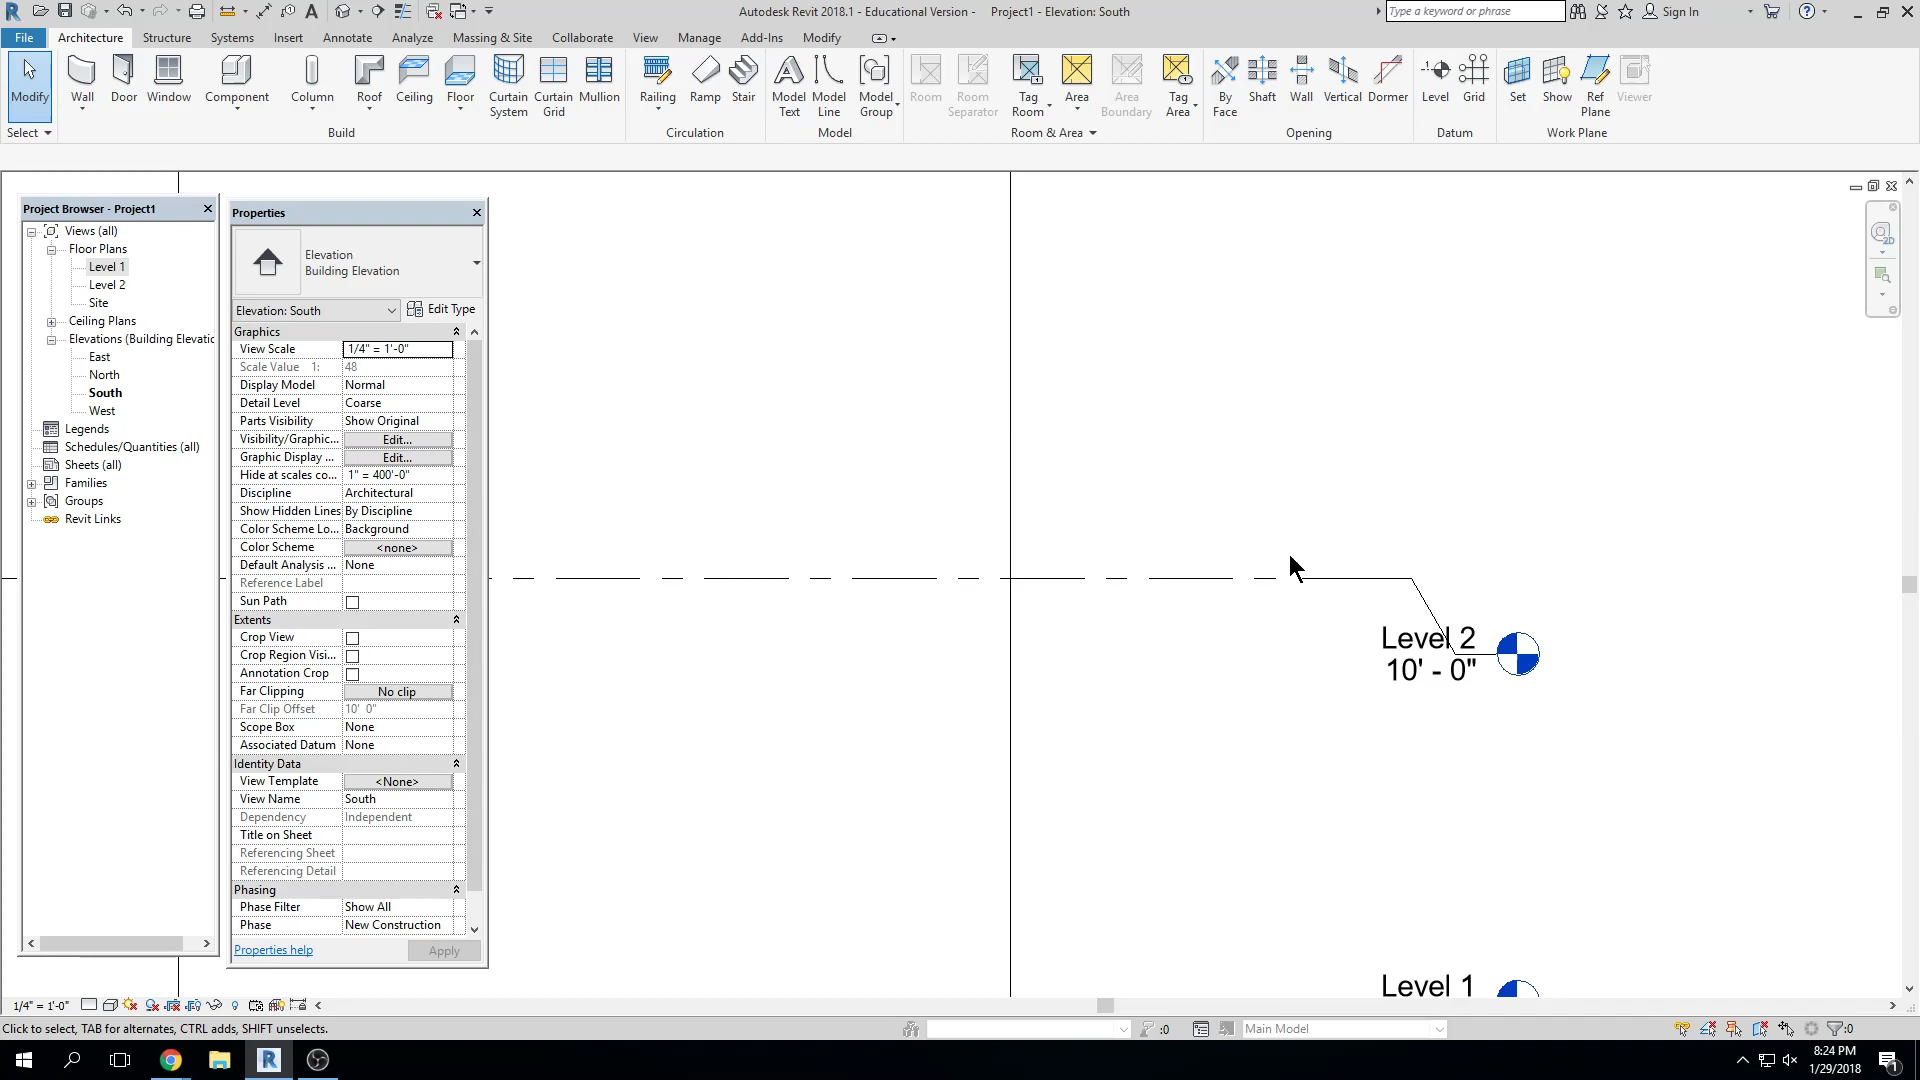 Autodesk Revit 2018.1 - Educational Version - Project1 - Elevation: South
Type a keyword or phrase
Sign In
File Architecture Structure Systems Insert Annotate Analyze Massing & Site Collaborate View Manage Add-Ins Modify
Modify Wall Door Window Component Column Roof Ceiling Floor Curtain System Curtain Grid Mullion Railing Ramp Stair Model Text Model Line Model Group Room Room Separator Tag Room Area Area Boundary Tag Area By Face Shaft Wall Vertical Dormer Level Grid Set Show Ref Plane Viewer
Select Build Circulation Model Room & Area Opening Datum Work Plane
Project Browser - Project1
Views (all)
Floor Plans
Level 1
Level 2
Site
Ceiling Plans
Elevations (Building Elevatio
East
North
South
West
Legends
Schedules/Quantities (all)
Sheets (all)
Families
Groups
Revit Links
Properties
Elevation
Building Elevation
Elevation: South Edit Type
Graphics
View Scale 1/4" = 1'-0"
Scale Value 1: 48
Display Model Normal
Detail Level Coarse
Parts Visibility Show Original
Visibility/Graphic... Edit...
Graphic Display ... Edit...
Hide at scales co... 1" = 400'-0"
Discipline Architectural
Show Hidden Lines By Discipline
Color Scheme Lo... Background
Color Scheme <none>
Default Analysis ... None
Reference Label
Sun Path
Extents
Crop View
Crop Region Visi...
Annotation Crop
Far Clipping No clip
Far Clip Offset 10' 0"
Scope Box None
Associated Datum None
Identity Data
View Template <None>
View Name South
Dependency Independent
Title on Sheet
Referencing Sheet
Referencing Detail
Phasing
Phase Filter Show All
Phase New Construction
Properties help Apply
Level 2
10' - 0"
Level 1
1/4" = 1'-0"
Click to select, TAB for alternates, CTRL adds, SHIFT unselects.
:0
Main Model
:0
8:24 PM
1/29/2018
1
2D